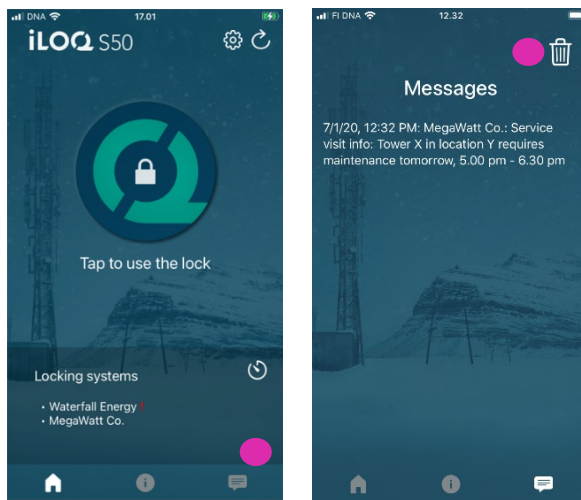 DNA 17.01
iLOQ S50
Tap to use the lock
Locking systems
• Waterfall Energy !
• MegaWatt Co.
FI DNA 12.32
Messages
7/1/20, 12:32 PM: MegaWatt Co.: Service
visit info: Tower X in location Y requires
maintenance tomorrow, 5.00 pm - 6.30 pm